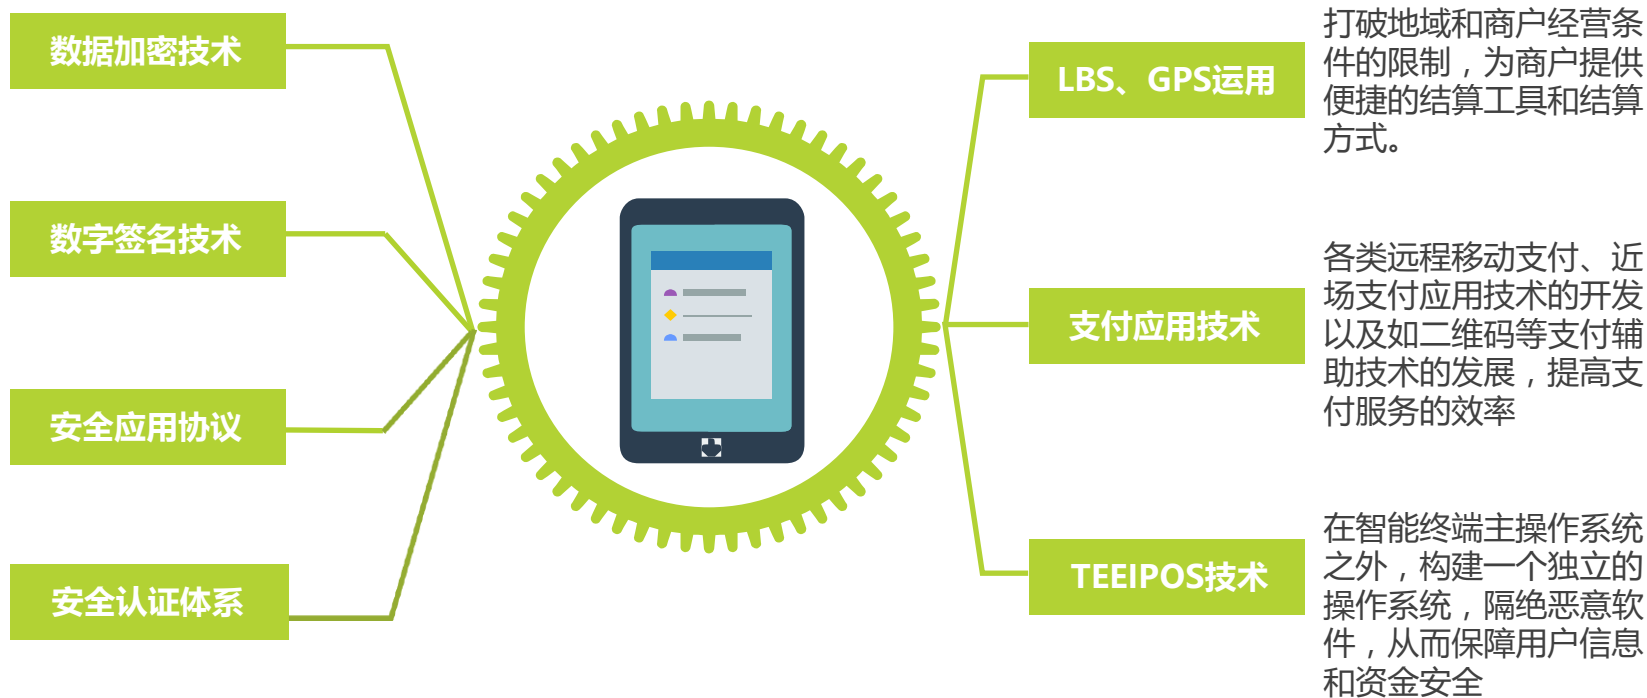 数据加密技术
数字签名技术
安全应用协议
安全认证体系
LBS、GPS运用
打破地域和商户经营条
件的限制，为商户提供
便捷的结算工具和结算
方式。
支付应用技术
各类远程移动支付、近
场支付应用技术的开发
以及如二维码等支付辅
助技术的发展，提高支
付服务的效率
TEEIPOS技术
在智能终端主操作系统
之外，构建一个独立的
操作系统，隔绝恶意软
件，从而保障用户信息
和资金安全